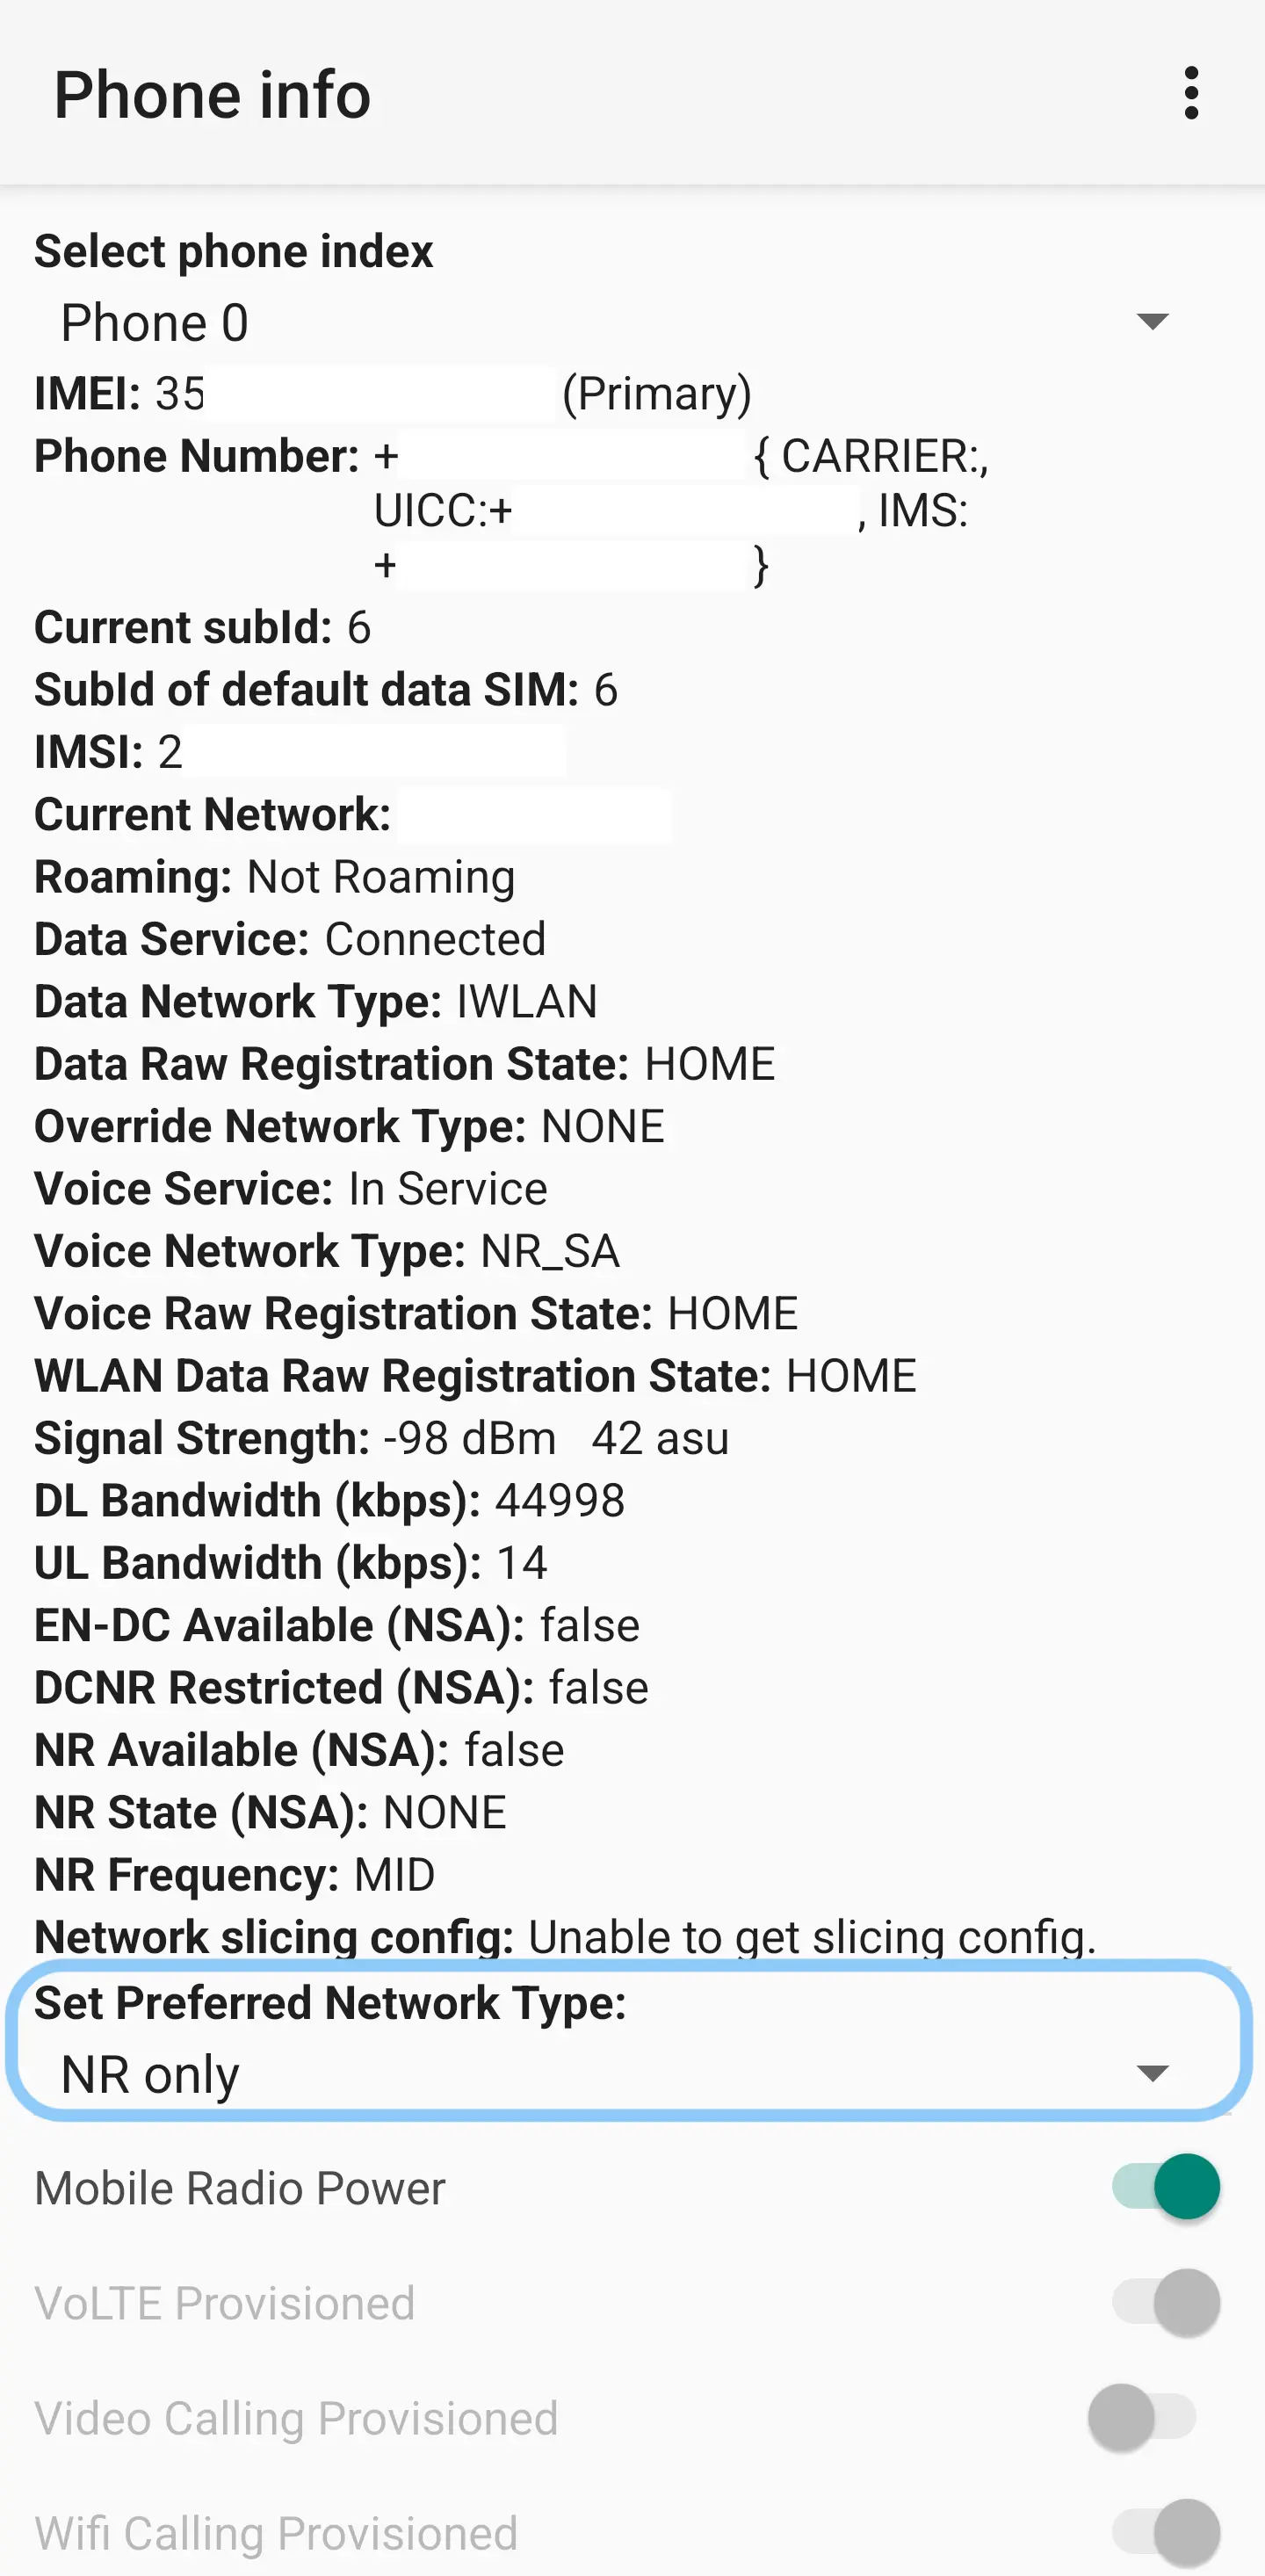 Phone info
Select phone index
Phone 0
IMEI: 35 (Primary)
Phone Number: + { CARRIER:,
UICC:+ , IMS:
+ }
Current subId: 6
SubId of default data SIM: 6
IMSI: 2
Current Network:
Roaming: Not Roaming
Data Service: Connected
Data Network Type: IWLAN
Data Raw Registration State: HOME
Override Network Type: NONE
Voice Service: In Service
Voice Network Type: NR_SA
Voice Raw Registration State: HOME
WLAN Data Raw Registration State: HOME
Signal Strength: -98 dBm 42 asu
DL Bandwidth (kbps): 44998
UL Bandwidth (kbps): 14
EN-DC Available (NSA): false
DCNR Restricted (NSA): false
NR Available (NSA): false
NR State (NSA): NONE
NR Frequency: MID
Network slicing config: Unable to get slicing config.
Set Preferred Network Type:
NR only
Mobile Radio Power
VoLTE Provisioned
Video Calling Provisioned
Wifi Calling Provisioned